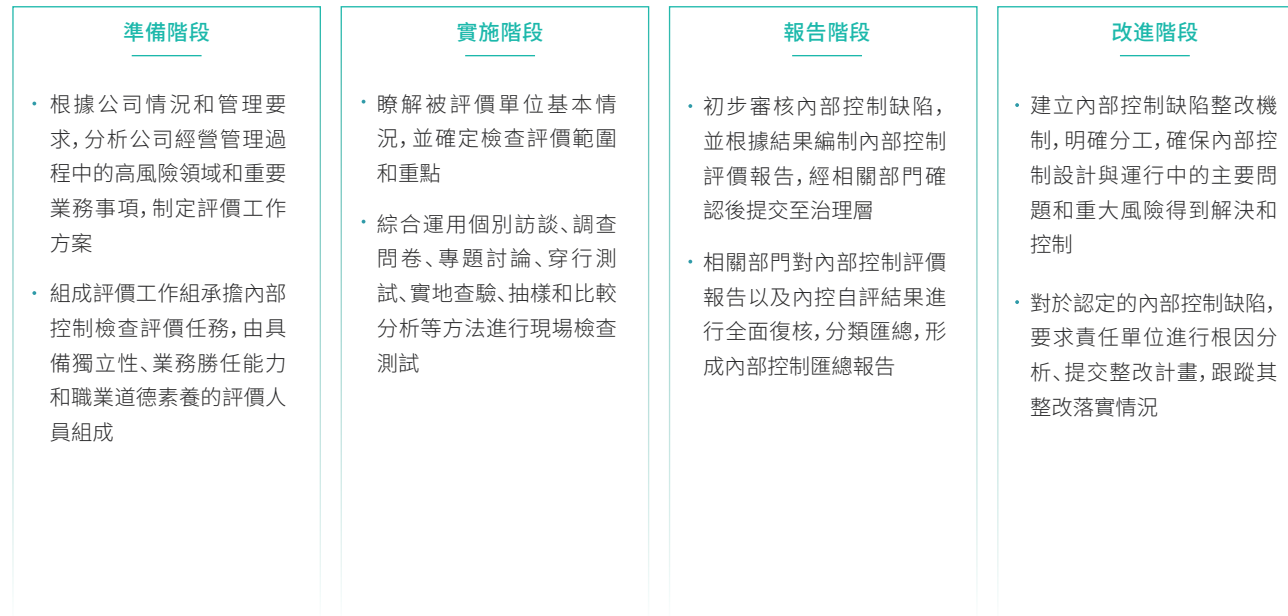 準備階段
・根據公司情況和管理要
求，分析公司經營管理過
程中的高風險領域和重要
業務事項，制定評價工作
方案
・組成評價工作組承擔內部
控制檢查評價任務，由具
備獨立性、業務勝任能力
和職業道德素養的評價人
員組成
實施階段
・瞭解被評價單位基本情
況，並確定檢查評價範圍
和重點
・綜合運用個別訪談、調查
問卷、專題討論、穿行測
試、實地查驗、抽樣和比較
分析等方法進行現場檢查
測試
報告階段
・初步審核內部控制缺陷，
並根據結果編制內部控制
評價報告，經相關部門確
認後提交至治理層
・相關部門對內部控制評價
報告以及內控自評結果進
行全面復核，分類匯總，形
成內部控制匯總報告
改進階段
・建立內部控制缺陷整改機
制，明確分工，確保內部控
制設計與運行中的主要問
題和重大風險得到解決和
控制
・對於認定的內部控制缺陷，
要求責任單位進行根因分
析、提交整改計畫，跟蹤其
整改落實情況